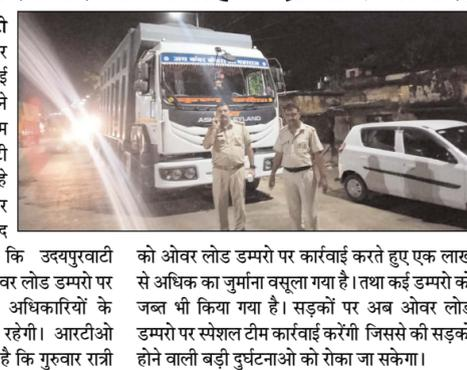 ASHOK LEYLAND
कि उदयपुरवाटी
वर लोड डम्परो पर
अधिकारियों के
रहेगी। आरटीओ
है कि गुरुवार रात्री
को ओवर लोड डम्परो पर कार्रवाई करते हुए एक लाख
से अधिक का जुर्माना वसूला गया है। तथा कई डम्परो को
जब्त भी किया गया है। सड़कों पर अब ओवर लोड
डम्परो पर स्पेशल टीम कार्रवाई करेंगी जिससे की सड़क
होने वाली बड़ी दुर्घटनाओ को रोका जा सकेगा।